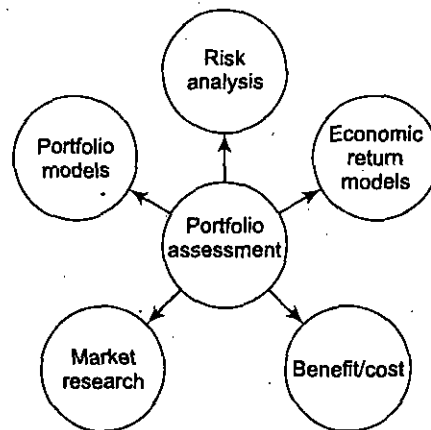 Risk
analysis
Portfolio
models
Economic
return
models
Portfolio
assessment
Market
research
Benefit/cost